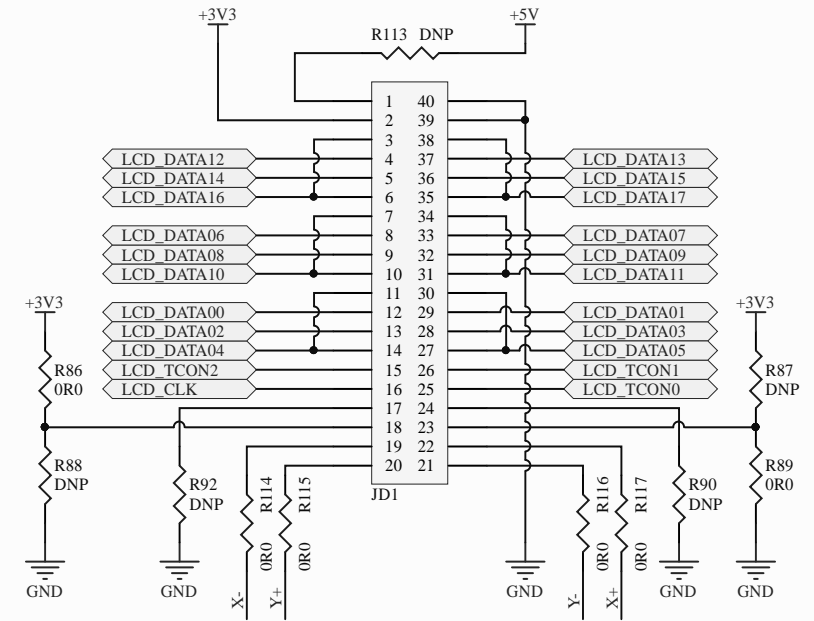 +3V3
+5V
R113 DNP
1 40
2 39
3 38
LCD_DATA12 4 37 LCD_DATA13
LCD_DATA14 5 36 LCD_DATA15
LCD_DATA16 6 35 LCD_DATA17
7 34
LCD_DATA06 8 33 LCD_DATA07
LCD_DATA08 9 32 LCD_DATA09
LCD_DATA10 10 31 LCD_DATA11
11 30
LCD_DATA00 12 29 LCD_DATA01
LCD_DATA02 13 28 LCD_DATA03
LCD_DATA04 14 27 LCD_DATA05
LCD_TCON2 15 26 LCD_TCON1
LCD_CLK 16 25 LCD_TCON0
17 24
18 23
19 22
20 21
JD1
+3V3
R86
0R0
R88
DNP
GND
R92
DNP
GND
R114
0R0
X-
R115
0R0
Y+
GND
R116
0R0
Y-
R117
0R0
X+
R90
DNP
GND
+3V3
R87
DNP
R89
0R0
GND